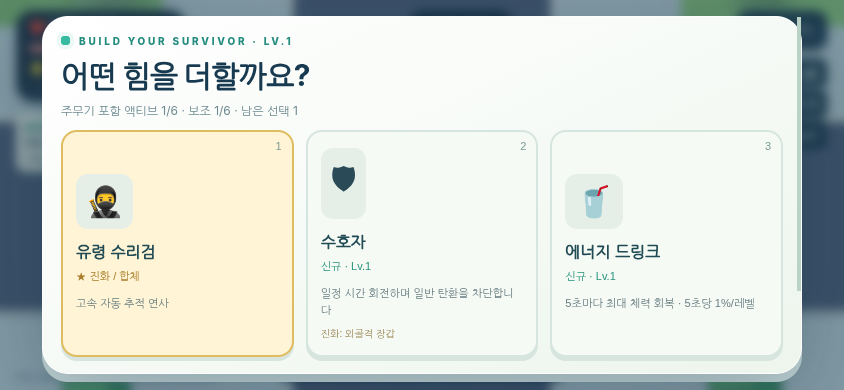 BUILD YOUR SURVIVOR · LV.1
어떤 힘을 더할까요?
주무기 포함 액티브 1/6 · 보조 1/6 · 남은 선택 1
1
유령 수리검
★ 진화 / 합체
고속 자동 추적 연사
2
수호자
신규 · Lv.1
일정 시간 회전하며 일반 탄환을 차단합니
다
진화: 외골격 장갑
3
에너지 드링크
신규 · Lv.1
5초마다 최대 체력 회복 · 5초당 1%/레벨